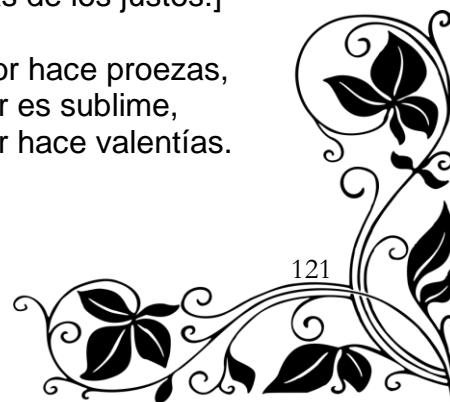 s de los justos.]
or hace proezas,
r es sublime,
r hace valentías.
121